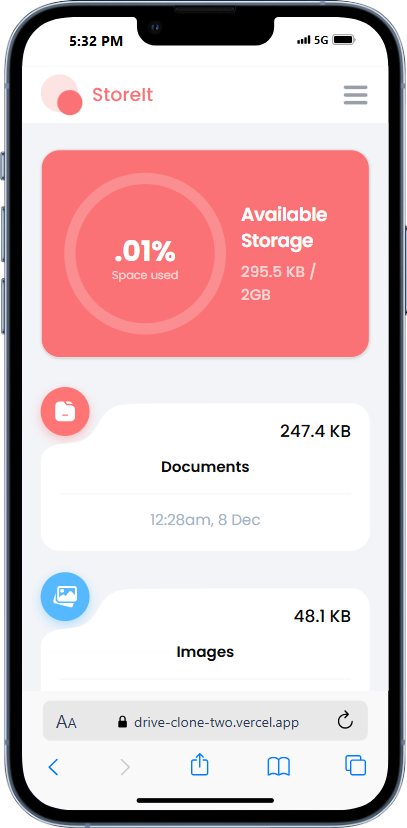 5:32 PM
5G
StoreIt
.01%
Space used
Available
Storage
295.5 KB /
2GB
247.4 KB
Documents
12:28am, 8 Dec
48.1 KB
Images
AA
drive-clone-two.vercel.app